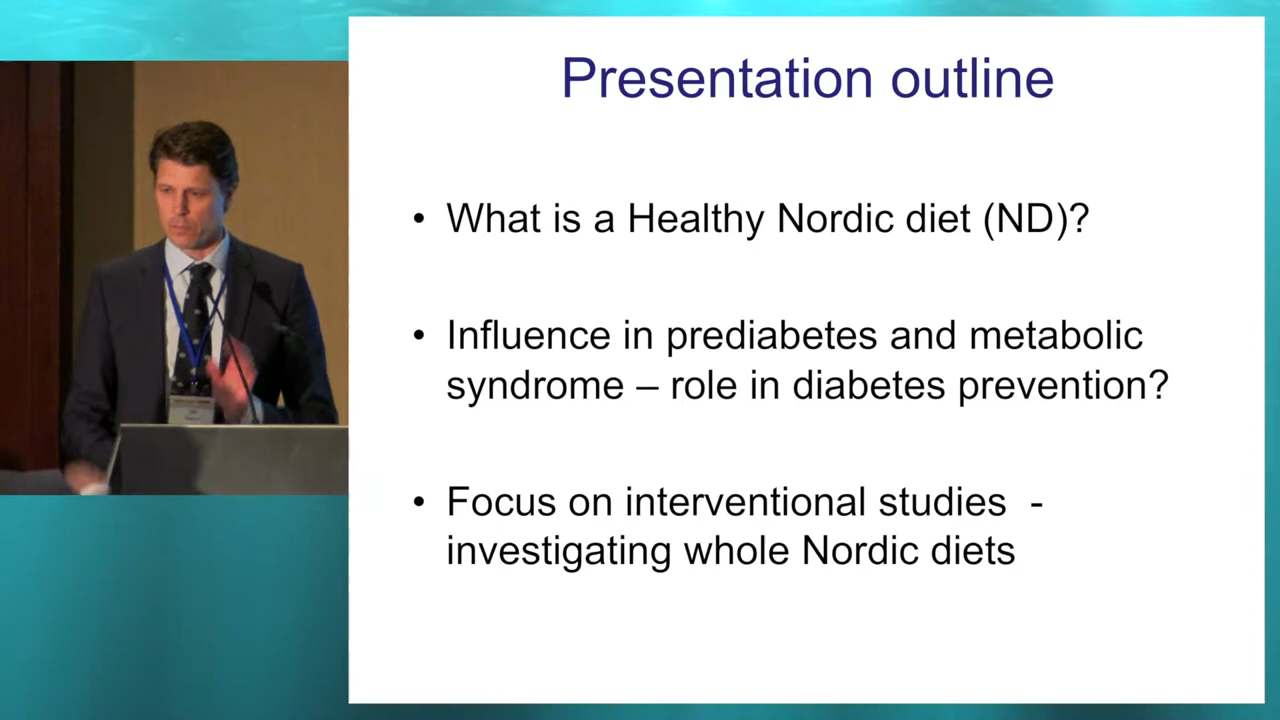 Presentation outline
• What is a Healthy Nordic diet (ND)?
• Influence in prediabetes and metabolic
syndrome – role in diabetes prevention?
• Focus on interventional studies -
investigating whole Nordic diets